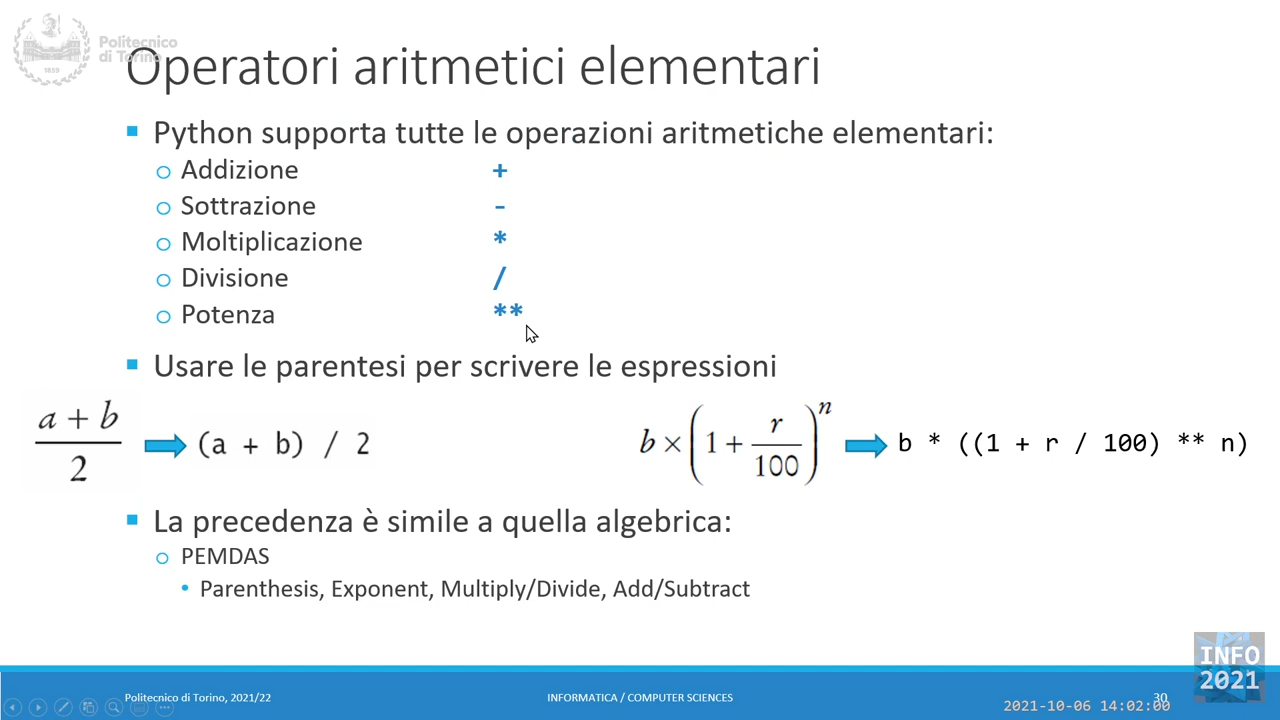 Politecnico
di Torino
1859
Operatori aritmetici elementari
Python supporta tutte le operazioni aritmetiche elementari:
Addizione +
Sottrazione -
Moltiplicazione *
Divisione /
Potenza **
Usare le parentesi per scrivere le espressioni
a + b
2
(a + b) / 2
b × (1 + r/100)^n
b * ((1 + r / 100) ** n)
La precedenza è simile a quella algebrica:
PEMDAS
Parenthesis, Exponent, Multiply/Divide, Add/Subtract
INFO
2021
Politecnico di Torino, 2021/22
INFORMATICA / COMPUTER SCIENCES
30
2021-10-06 14:02:00